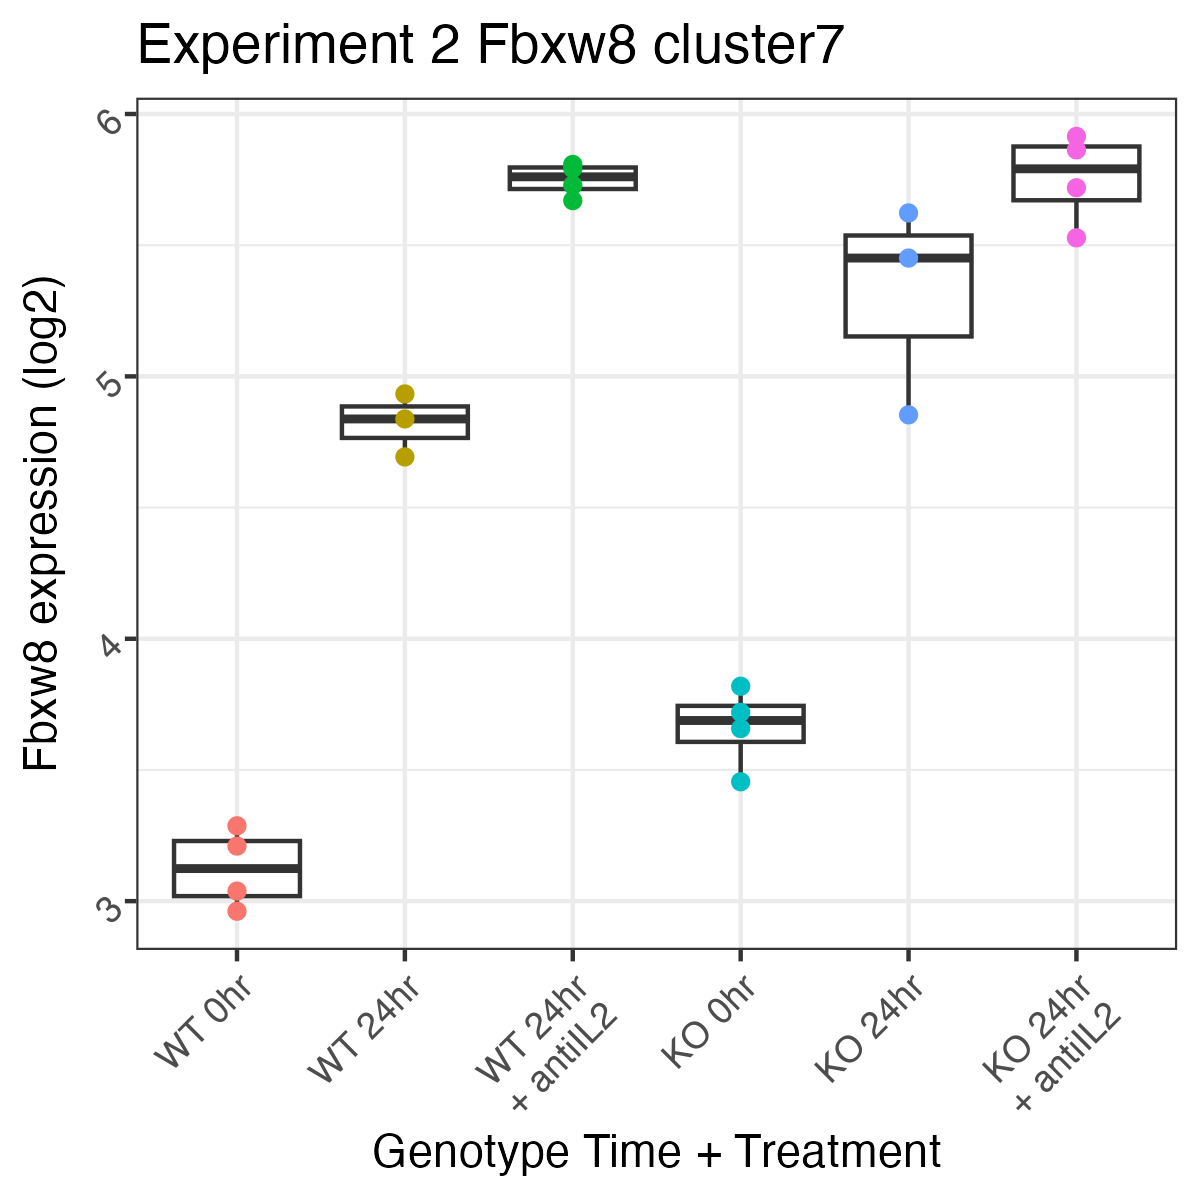 Experiment 2 Fbxw8 cluster7
Fbxw8 expression (log2)
6
5
4
3
WT 0hr
WT 24hr
WT 24hr
+ antiIL2
KO 0hr
KO 24hr
KO 24hr
+ antiIL2
Genotype Time + Treatment